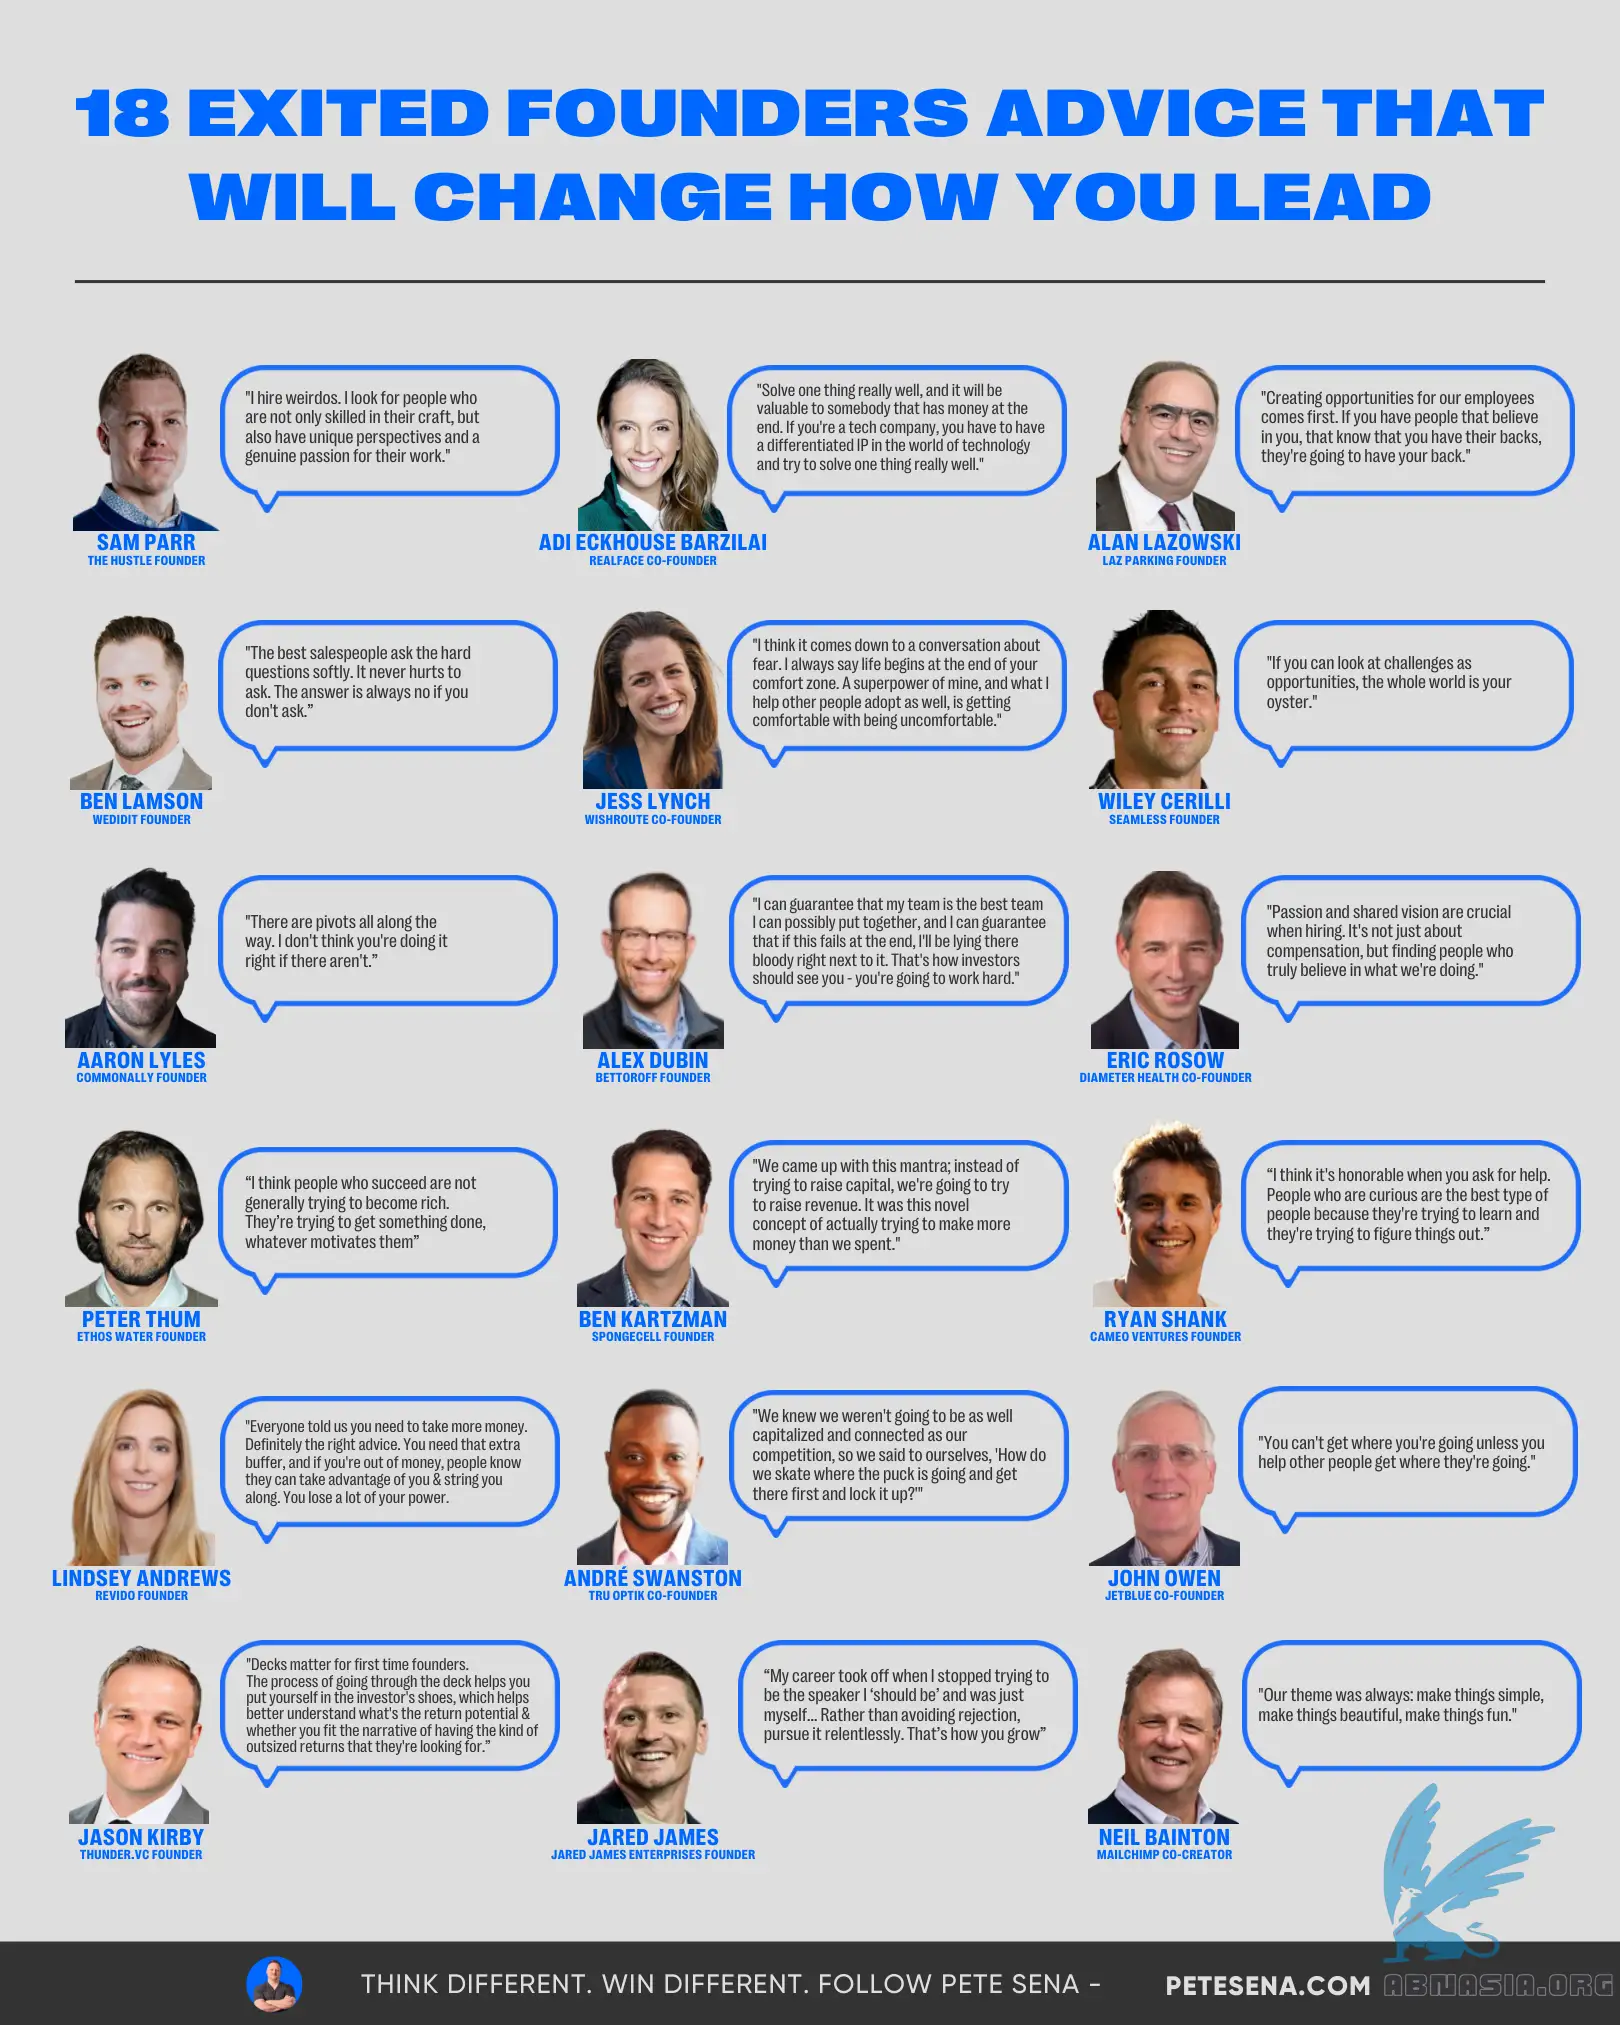 18 EXITED FOUNDERS ADVICE THAT
WILL CHANGE HOW YOU LEAD
"I hire weirdos. I look for people who
are not only skilled in their craft, but
also have unique perspectives and a
genuine passion for their work."
SAM PARR
THE HUSTLE FOUNDER
"Solve one thing really well, and it will be
valuable to somebody that has money at the
end. If you're a tech company, you have to have
a differentiated IP in the world of technology
and try to solve one thing really well."
ADI ECKHOUSE BARZILAI
REALFACE CO-FOUNDER
"Creating opportunities for our employees
comes first. If you have people that believe
in you, that know that you have their backs,
they're going to have your back."
ALAN LAZOWSKI
LAZ PARKING FOUNDER
"The best salespeople ask the hard
questions softly. It never hurts to
ask. The answer is always no if you
don't ask.”
BEN LAMSON
WEDIDIT FOUNDER
"I think it comes down to a conversation about
fear. I always say life begins at the end of your
comfort zone. A superpower of mine, and what I
help other people adopt as well, is getting
comfortable with being uncomfortable."
JESS LYNCH
WISHROUTE CO-FOUNDER
"If you can look at challenges as
opportunities, the whole world is your
oyster."
WILEY CERILLI
SEAMLESS FOUNDER
"There are pivots all along the
way. I don't think you're doing it
right if there aren't.”
AARON LYLES
COMMONALLY FOUNDER
"I can guarantee that my team is the best team
I can possibly put together, and I can guarantee
that if this fails at the end, I'll be lying there
bloody right next to it. That's how investors
should see you - you're going to work hard."
ALEX DUBIN
BETTOROFF FOUNDER
"Passion and shared vision are crucial
when hiring. It's not just about
compensation, but finding people who
truly believe in what we're doing."
ERIC ROSOW
DIAMETER HEALTH CO-FOUNDER
“I think people who succeed are not
generally trying to become rich.
They’re trying to get something done,
whatever motivates them”
PETER THUM
ETHOS WATER FOUNDER
"We came up with this mantra; instead of
trying to raise capital, we're going to try
to raise revenue. It was this novel
concept of actually trying to make more
money than we spent."
BEN KARTZMAN
SPONGECELL FOUNDER
“I think it's honorable when you ask for help.
People who are curious are the best type of
people because they're trying to learn and
they're trying to figure things out.”
RYAN SHANK
CAMEO VENTURES FOUNDER
"Everyone told us you need to take more money.
Definitely the right advice. You need that extra
buffer, and if you're out of money, people know
they can take advantage of you & string you
along. You lose a lot of your power.
LINDSEY ANDREWS
REVIDO FOUNDER
"We knew we weren't going to be as well
capitalized and connected as our
competition, so we said to ourselves, 'How do
we skate where the puck is going and get
there first and lock it up?'"
ANDRÉ SWANSTON
TRU OPTIK CO-FOUNDER
"You can't get where you're going unless you
help other people get where they're going."
JOHN OWEN
JETBLUE CO-FOUNDER
"Decks matter for first time founders.
The process of going through the deck helps you
put yourself in the investor's shoes, which helps
better understand what's the return potential &
whether you fit the narrative of having the kind of
outsized returns that they're looking for.”
JASON KIRBY
THUNDER.VC FOUNDER
“My career took off when I stopped trying to
be the speaker I ‘should be’ and was just
myself... Rather than avoiding rejection,
pursue it relentlessly. That’s how you grow”
JARED JAMES
JARED JAMES ENTERPRISES FOUNDER
"Our theme was always: make things simple,
make things beautiful, make things fun."
NEIL BAINTON
MAILCHIMP CO-CREATOR
THINK DIFFERENT. WIN DIFFERENT. FOLLOW PETE SENA - PETESENA.COM
ABNASIA.ORG